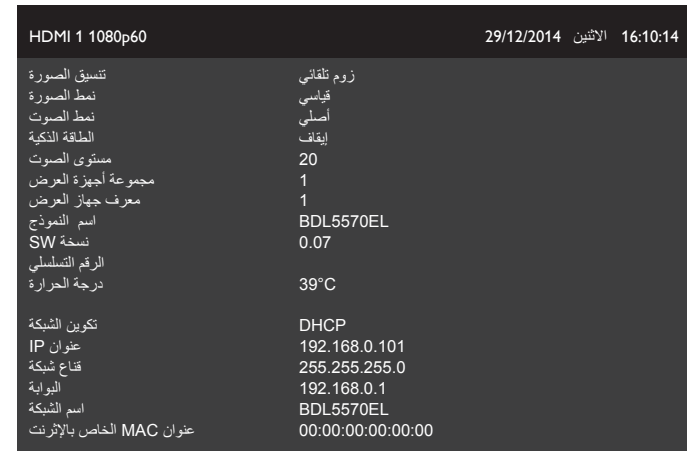 HDMI 1 1080p60 29/12/2014 الاثنين 16:10:14
تنسيق الصورة زوم تلقائي
نمط الصورة قياسي
نمط الصوت أصلي
الطاقة الذكية إيقاف
مستوى الصوت 20
مجموعة أجهزة العرض 1
معرف جهاز العرض 1
اسم النموذج BDL5570EL
نسخة SW 0.07
الرقم التسلسلي
درجة الحرارة 39°C
تكوين الشبكة DHCP
عنوان IP 192.168.0.101
قناع شبكة 255.255.255.0
البوابة 192.168.0.1
اسم الشبكة BDL5570EL
عنوان MAC الخاص بالإثرنت 00:00:00:00:00:00